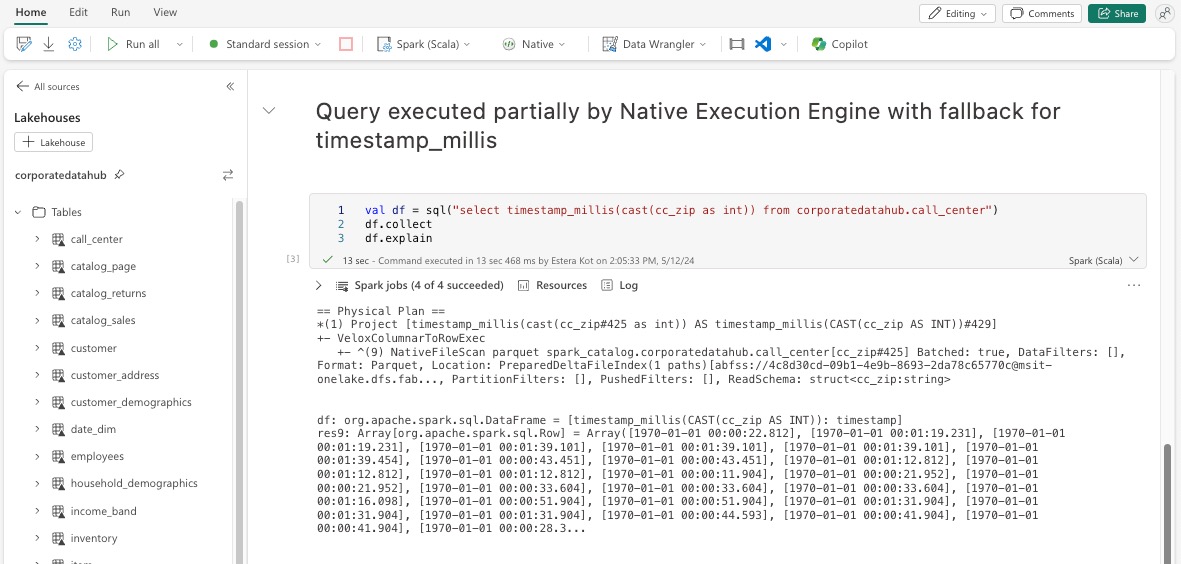 Home Edit Run View
Editing Comments Share
Run all Standard session Spark (Scala) Native Data Wrangler Copilot
All sources
Lakehouses
Lakehouse
corporatedatahub
Tables
call_center
catalog_page
catalog_returns
catalog_sales
customer
customer_address
customer_demographics
date_dim
employees
household_demographics
income_band
inventory
Query executed partially by Native Execution Engine with fallback for
timestamp_millis
1 val df = sql("select timestamp_millis(cast(cc_zip as int)) from corporatedatahub.call_center")
2 df.collect
3 df.explain
[3] 13 sec - Command executed in 13 sec 468 ms by Estera Kot on 2:05:33 PM, 5/12/24 Spark (Scala)
Spark jobs (4 of 4 succeeded) Resources Log
== Physical Plan ==
*(1) Project [timestamp_millis(cast(cc_zip#425 as int)) AS timestamp_millis(CAST(cc_zip AS INT))#429]
+- VeloxColumnarToRowExec
+- ^(9) NativeFileScan parquet spark_catalog.corporatedatahub.call_center[cc_zip#425] Batched: true, DataFilters: [],
Format: Parquet, Location: PreparedDeltaFileIndex(1 paths)[abfss://4c8d30cd-09b1-4e9b-8693-2da78c65770c@msit-
onelake.dfs.fab..., PartitionFilters: [], PushedFilters: [], ReadSchema: struct<cc_zip:string>
df: org.apache.spark.sql.DataFrame = [timestamp_millis(CAST(cc_zip AS INT)): timestamp]
res9: Array[org.apache.spark.sql.Row] = Array([1970-01-01 00:00:22.812], [1970-01-01 00:01:19.231], [1970-01-01
00:01:19.231], [1970-01-01 00:01:39.101], [1970-01-01 00:01:39.101], [1970-01-01 00:01:39.101], [1970-01-01
00:01:39.454], [1970-01-01 00:00:43.451], [1970-01-01 00:00:43.451], [1970-01-01 00:01:12.812], [1970-01-01
00:01:12.812], [1970-01-01 00:01:12.812], [1970-01-01 00:00:11.904], [1970-01-01 00:00:21.952], [1970-01-01
00:00:21.952], [1970-01-01 00:00:33.604], [1970-01-01 00:00:33.604], [1970-01-01 00:00:33.604], [1970-01-01
00:01:16.098], [1970-01-01 00:00:51.904], [1970-01-01 00:00:51.904], [1970-01-01 00:01:31.904], [1970-01-01
00:01:31.904], [1970-01-01 00:01:31.904], [1970-01-01 00:00:44.593], [1970-01-01 00:00:41.904], [1970-01-01
00:00:41.904], [1970-01-01 00:00:28.3...